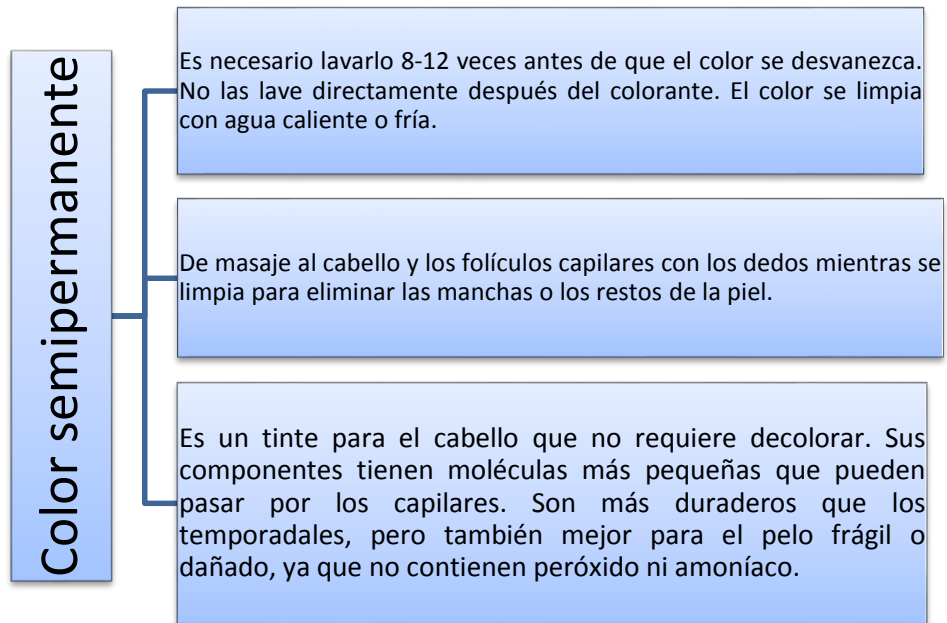 Color semipermanente
Es necesario lavarlo 8-12 veces antes de que el color se desvanezca.
No las lave directamente después del colorante. El color se limpia
con agua caliente o fría.
De masaje al cabello y los folículos capilares con los dedos mientras se
limpia para eliminar las manchas o los restos de la piel.
Es un tinte para el cabello que no requiere decolorar. Sus
componentes tienen moléculas más pequeñas que pueden
pasar por los capilares. Son más duraderos que los
temporadales, pero también mejor para el pelo frágil o
dañado, ya que no contienen peróxido ni amoníaco.